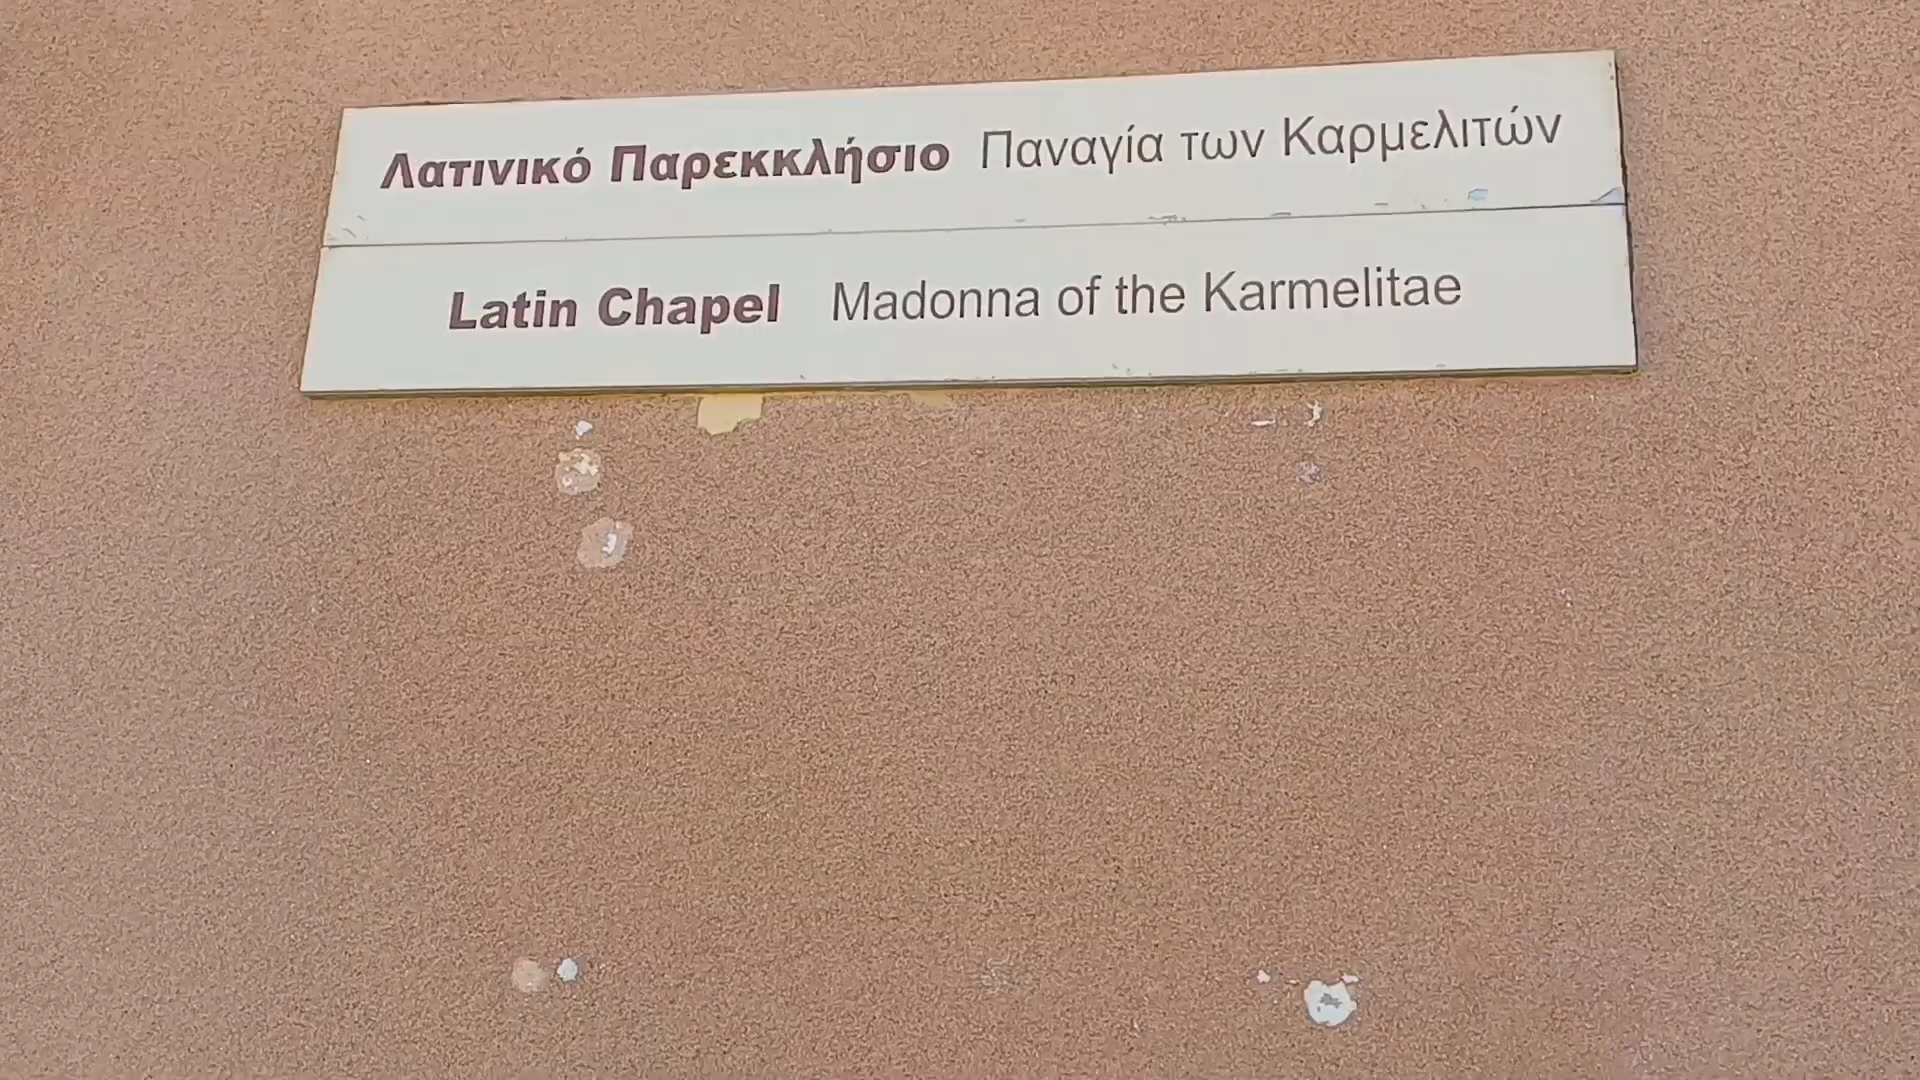 Λατινικό Παρεκκλήσιο Παναγία των Καρμελιτών
Latin Chapel Madonna of the Karmelitae